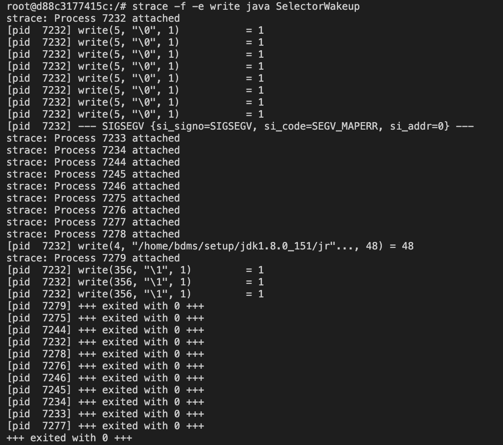 root@d88c3177415c:/# strace -f -e write java SelectorWakeup
strace: Process 7232 attached
[pid  7232] write(5, "\0", 1)           = 1
[pid  7232] write(5, "\0", 1)           = 1
[pid  7232] write(5, "\0", 1)           = 1
[pid  7232] write(5, "\0", 1)           = 1
[pid  7232] write(5, "\0", 1)           = 1
[pid  7232] write(5, "\0", 1)           = 1
[pid  7232] write(5, "\0", 1)           = 1
[pid  7232] write(5, "\0", 1)           = 1
[pid  7232] --- SIGSEGV {si_signo=SIGSEGV, si_code=SEGV_MAPERR, si_addr=0} ---
strace: Process 7233 attached
strace: Process 7234 attached
strace: Process 7244 attached
strace: Process 7245 attached
strace: Process 7246 attached
strace: Process 7275 attached
strace: Process 7276 attached
strace: Process 7277 attached
strace: Process 7278 attached
[pid  7232] write(4, "/home/bdms/setup/jdk1.8.0_151/jr"..., 48) = 48
strace: Process 7279 attached
[pid  7232] write(356, "\1", 1)         = 1
[pid  7232] write(356, "\1", 1)         = 1
[pid  7232] write(356, "\1", 1)         = 1
[pid  7279] +++ exited with 0 +++
[pid  7275] +++ exited with 0 +++
[pid  7244] +++ exited with 0 +++
[pid  7232] +++ exited with 0 +++
[pid  7278] +++ exited with 0 +++
[pid  7276] +++ exited with 0 +++
[pid  7246] +++ exited with 0 +++
[pid  7245] +++ exited with 0 +++
[pid  7234] +++ exited with 0 +++
[pid  7233] +++ exited with 0 +++
[pid  7277] +++ exited with 0 +++
+++ exited with 0 +++